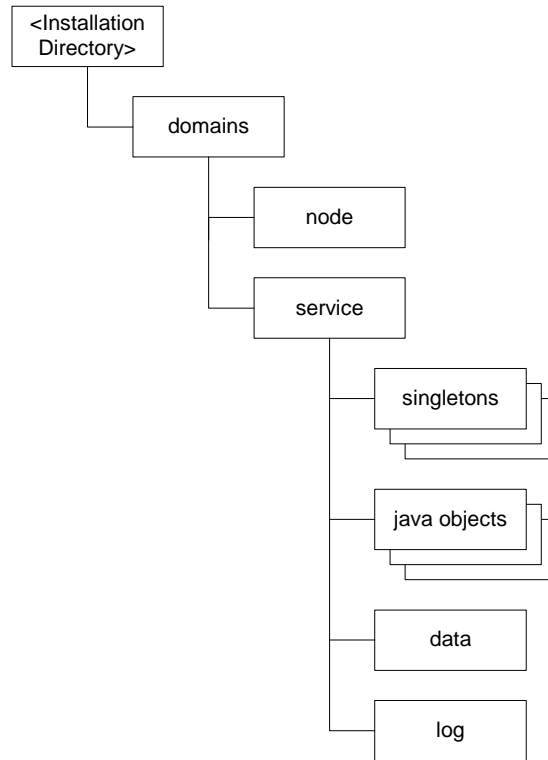 <Installation
Directory>
domains
node
service
singletons
java objects
data
log